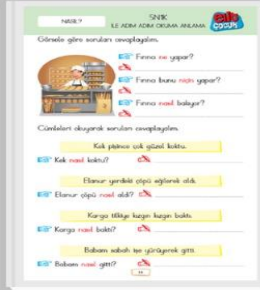 NASIL?
5N1K
İLE ADIM ADIM OKUMA ANLAMA
Görsele göre soruları cevaplayalım.
Fırıncı ne yapar?
Fırıncı bunu niçin yapar?
Fırıncı nasıl bakıyor?
Cümleleri okuyarak soruları cevaplayalım.
Kek pişince çok güzel koktu.
Kek nasıl koktu?
Elanur yerdeki çöpü eğilerek aldı.
Elanur çöpü nasıl aldı?
Karga tilkiye kızgın kızgın baktı.
Karga nasıl baktı?
Babam sabah işe yürüyerek gitti.
Babam nasıl gitti?